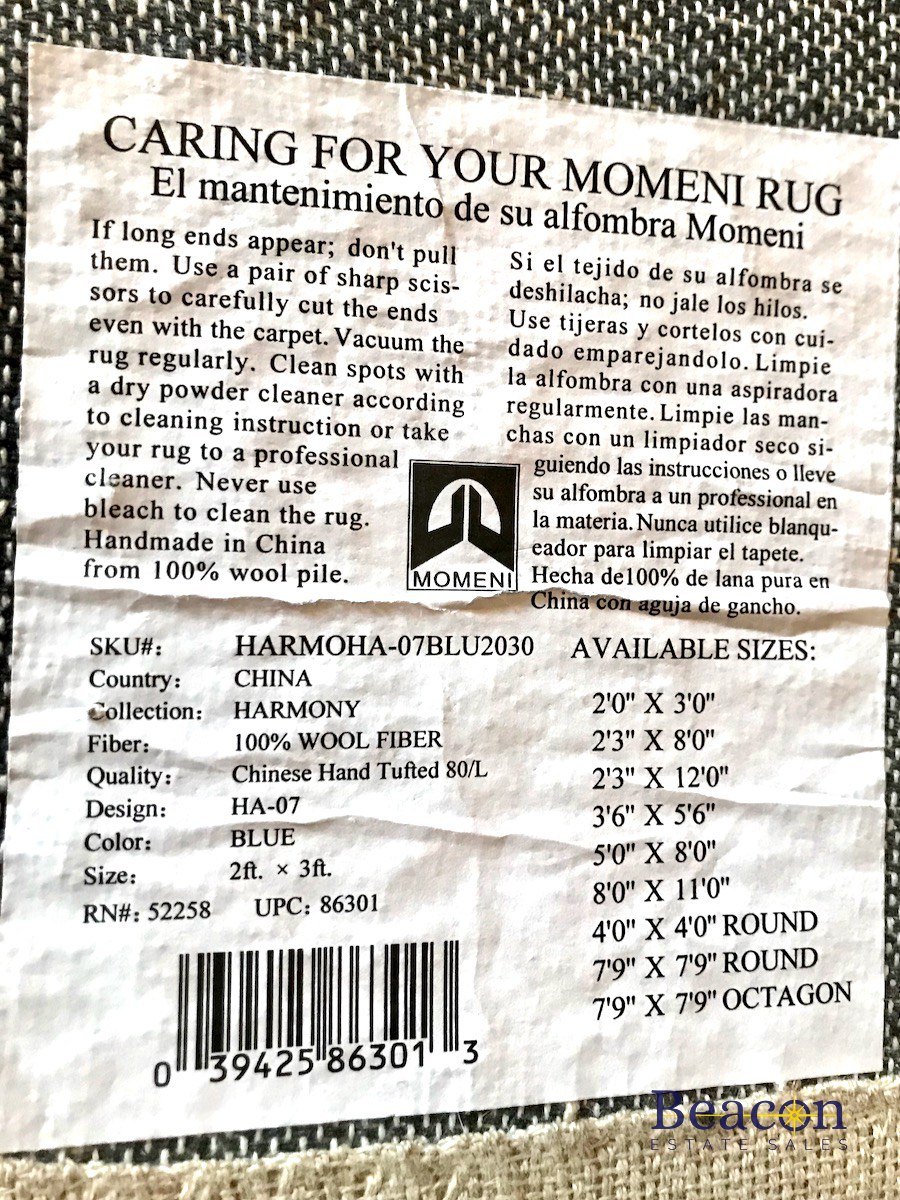 CARING FOR YOUR MOMENI RUG
El mantenimiento de su alfombra Momeni
If long ends appear; don't pull
them. Use a pair of sharp scis-
sors to carefully cut the ends
even with the carpet. Vacuum the
rug regularly. Clean spots with
a dry powder cleaner according
to cleaning instruction or take
your rug to a professional
cleaner. Never use
bleach to clean the rug.
Handmade in China
from 100% wool pile.
Si el tejido de su alfombra se
deshilacha; no jale los hilos.
Use tijeras y cortelos con cui-
dado emparejandolo. Limpie
la alfombra con una aspiradora
regularmente. Limpie las man-
chas con un limpiador seco si-
guiendo las instrucciones o lleve
su alfombra a un professional en
la materia. Nunca utilice blanqu-
eador para limpiar el tapete.
Hecha de100% de lana pura en
China con aguja de gancho.
MOMENI
SKU#: HARMOHA-07BLU2030
Country: CHINA
Collection: HARMONY
Fiber: 100% WOOL FIBER
Quality: Chinese Hand Tufted 80/L
Design: HA-07
Color: BLUE
Size: 2ft. × 3ft.
RN#: 52258 UPC: 86301
0 39425 86301 3
AVAILABLE SIZES:
2'0" X 3'0"
2'3" X 8'0"
2'3" X 12'0"
3'6" X 5'6"
5'0" X 8'0"
8'0" X 11'0"
4'0" X 4'0" ROUND
7'9" X 7'9" ROUND
7'9" X 7'9" OCTAGON
Beacon
ESTATE SALES